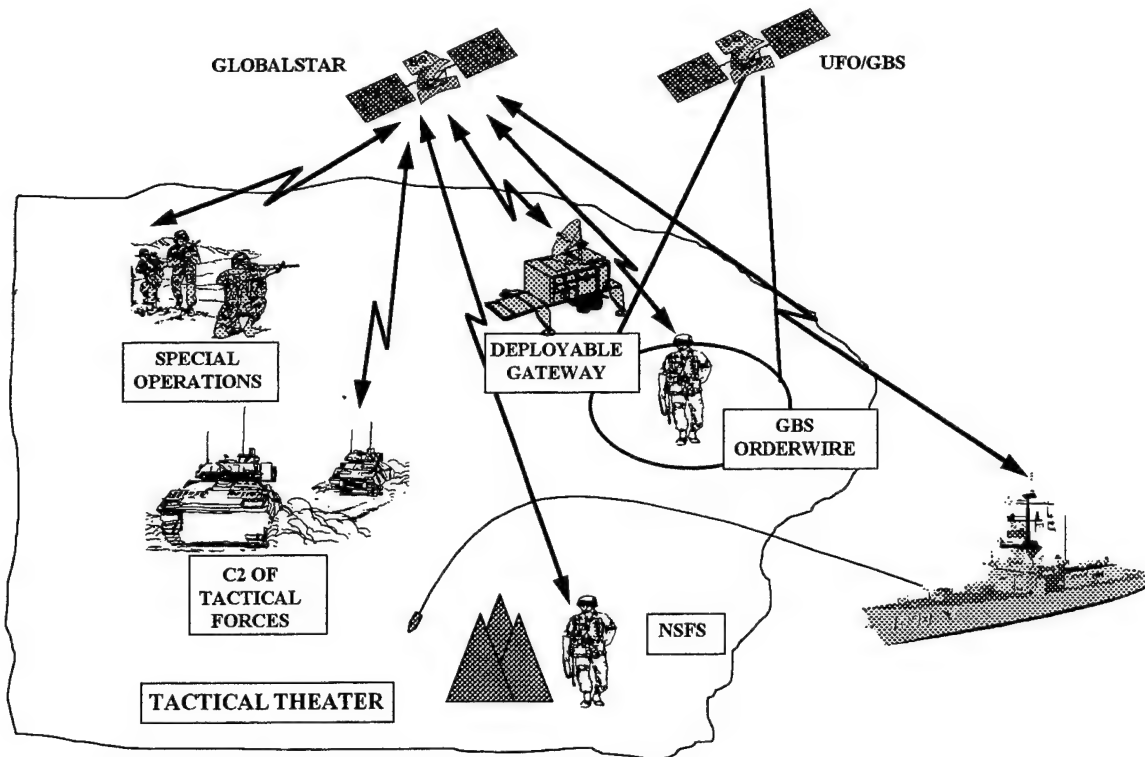 GLOBALSTAR
UFO/GBS
SPECIAL
OPERATIONS
DEPLOYABLE
GATEWAY
GBS
ORDERWIRE
C2 OF
TACTICAL
FORCES
NSFS
TACTICAL THEATER